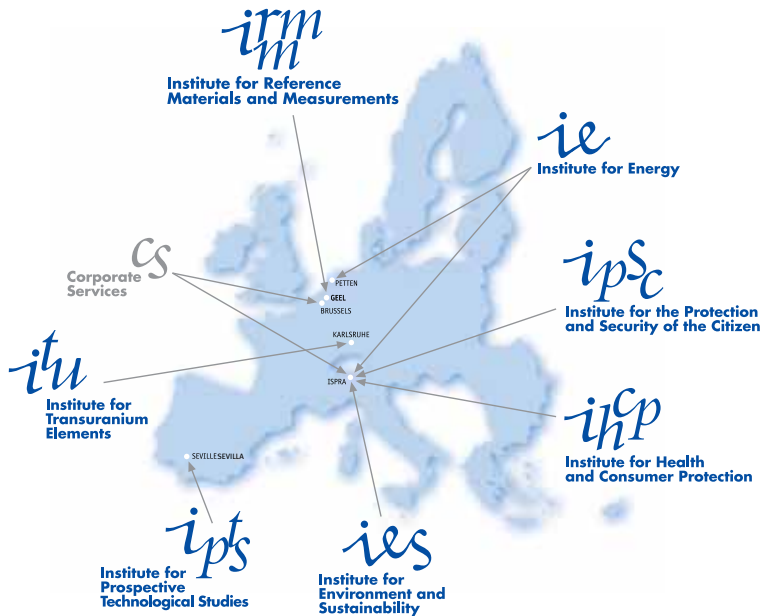 irmm
Institute for Reference
Materials and Measurements
ie
Institute for Energy
cs
Corporate
Services
ipsc
Institute for the Protection
and Security of the Citizen
PETTEN
GEEL
BRUSSELS
KARLSRUHE
ISPRA
itu
Institute for
Transuranium
Elements
ihcp
Institute for Health
and Consumer Protection
SEVILLESEVILLA
ipts
Institute for
Prospective
Technological Studies
ies
Institute for
Environment and
Sustainability